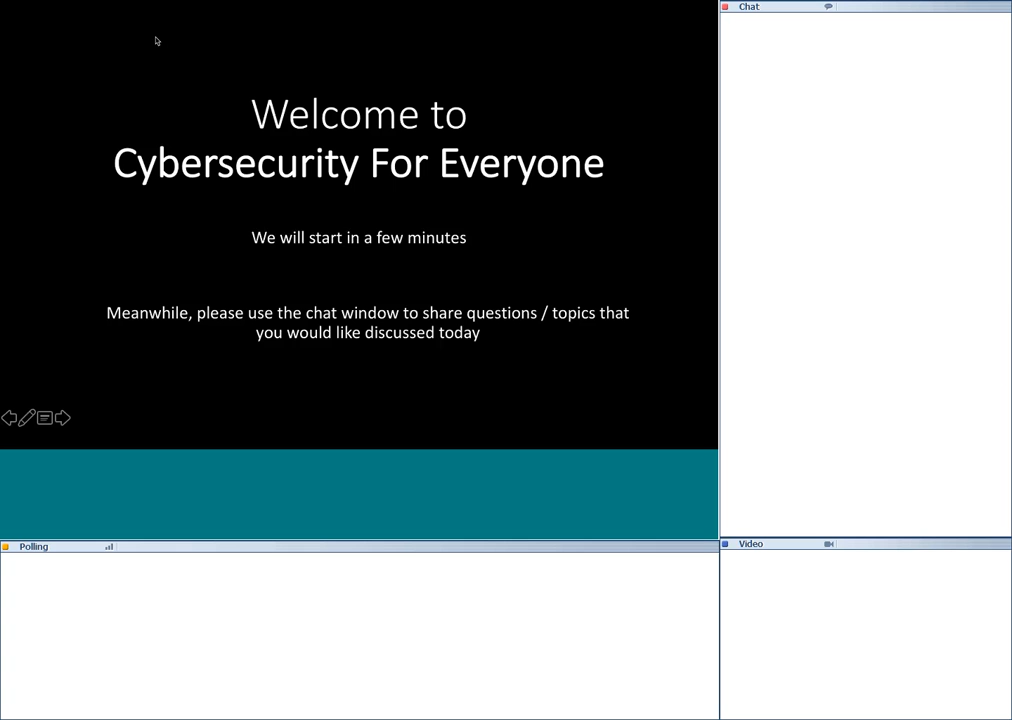 Welcome to
Cybersecurity For Everyone
We will start in a few minutes
Meanwhile, please use the chat window to share questions / topics that
you would like discussed today
Chat
Polling
Video